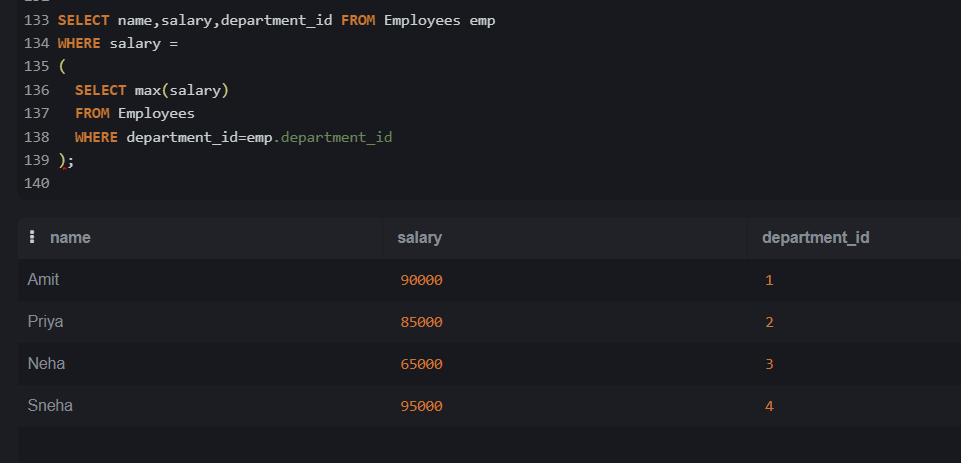 133 SELECT name,salary,department_id FROM Employees emp
134 WHERE salary =
135 (
136 SELECT max(salary)
137 FROM Employees
138 WHERE department_id=emp.department_id
139 );
140
name salary department_id
Amit 90000 1
Priya 85000 2
Neha 65000 3
Sneha 95000 4